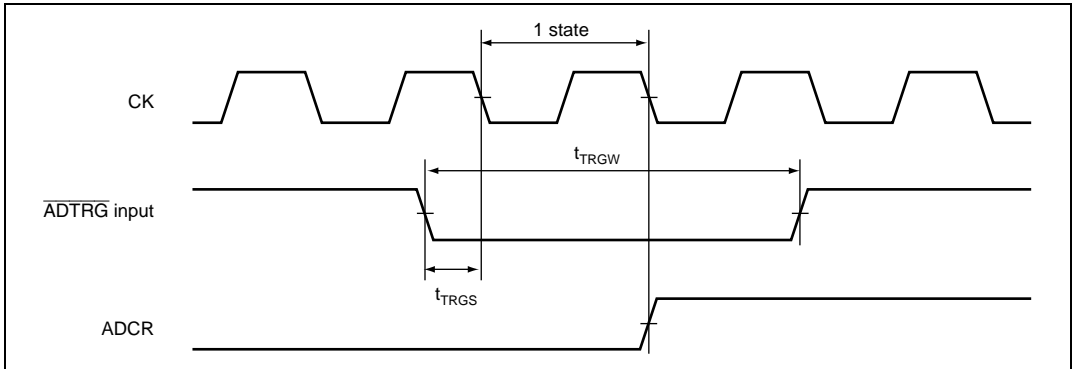 1 state
CK
tTRGW
ADTRG input
tTRGS
ADCR